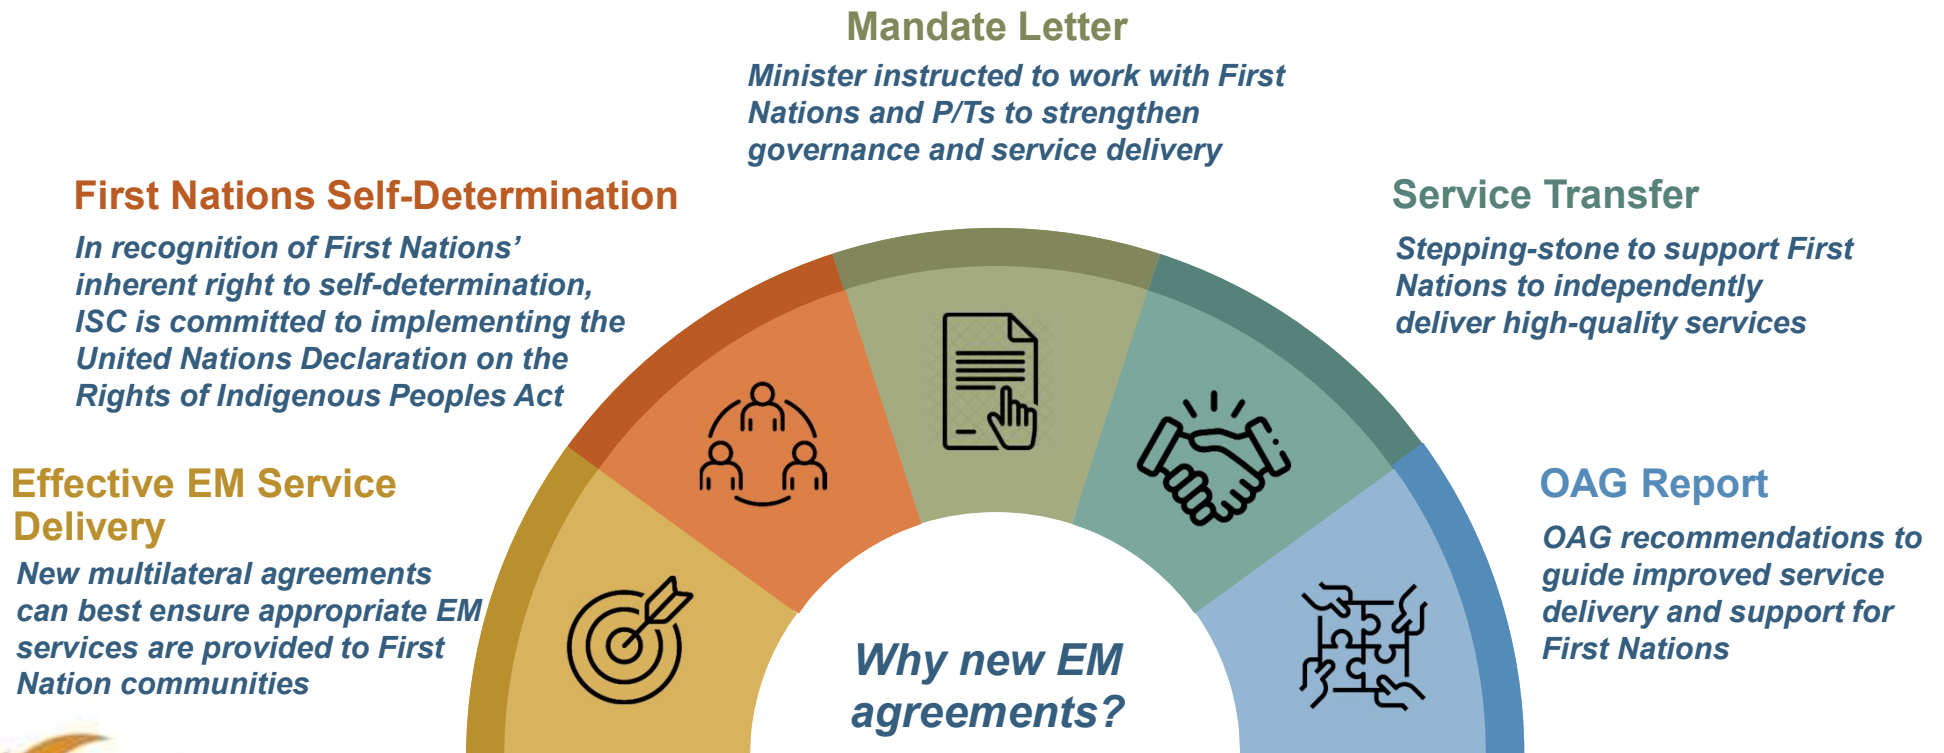 Mandate Letter
Minister instructed to work with First
Nations and P/Ts to strengthen
governance and service delivery
First Nations Self-Determination
In recognition of First Nations’
inherent right to self-determination,
ISC is committed to implementing the
United Nations Declaration on the
Rights of Indigenous Peoples Act
Service Transfer
Stepping-stone to support First
Nations to independently
deliver high-quality services
Effective EM Service
Delivery
New multilateral agreements
can best ensure appropriate EM
services are provided to First
Nation communities
OAG Report
OAG recommendations to
guide improved service
delivery and support for
First Nations
Why new EM
agreements?